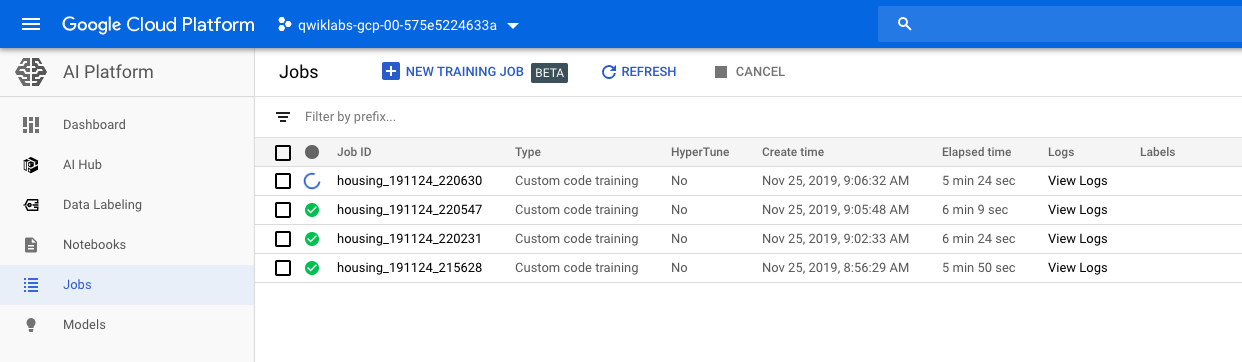 Google Cloud Platform qwiklabs-gcp-00-575e5224633a
AI Platform
Jobs NEW TRAINING JOB BETA REFRESH CANCEL
Dashboard
AI Hub
Data Labeling
Notebooks
Jobs
Models
Filter by prefix...
Job ID Type HyperTune Create time Elapsed time Logs Labels
housing_191124_220630 Custom code training No Nov 25, 2019, 9:06:32 AM 5 min 24 sec View Logs
housing_191124_220547 Custom code training No Nov 25, 2019, 9:05:48 AM 6 min 9 sec View Logs
housing_191124_220231 Custom code training No Nov 25, 2019, 9:02:33 AM 6 min 24 sec View Logs
housing_191124_215628 Custom code training No Nov 25, 2019, 8:56:29 AM 5 min 50 sec View Logs